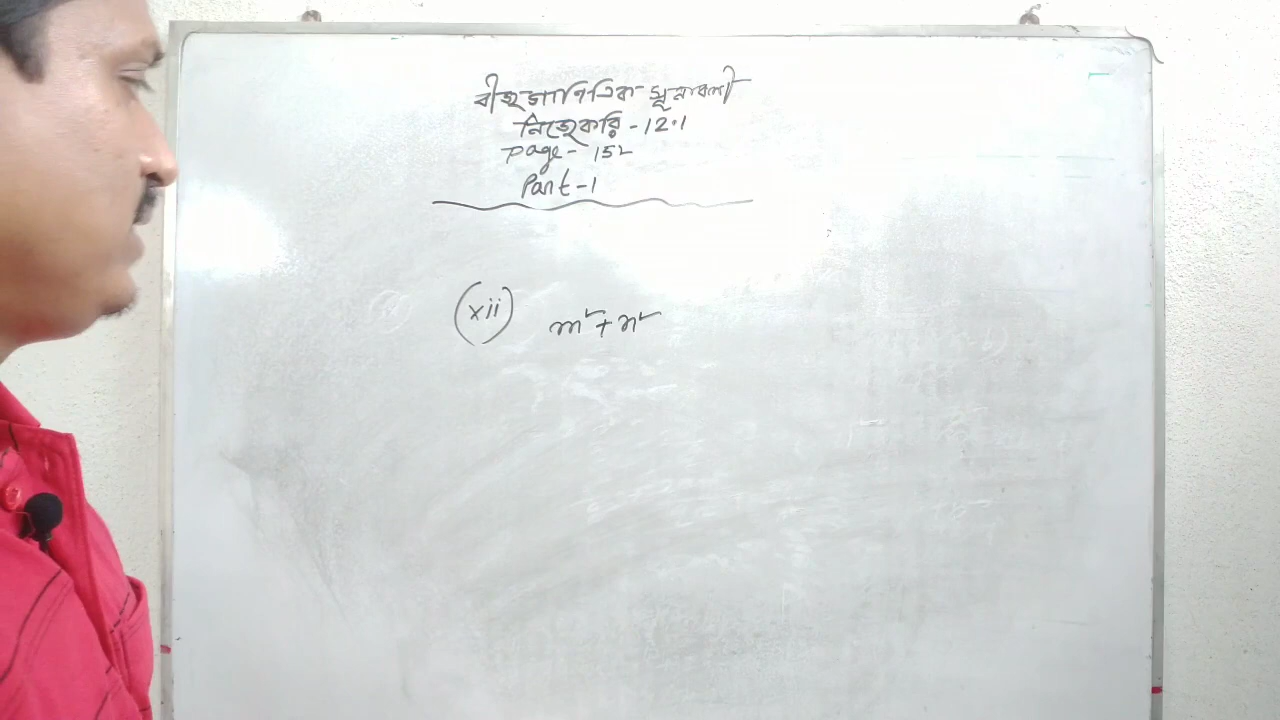 বীজগাণিতিক সূত্রাবলী
নিজেকরি - 12.1
Page - 152
Part - 1
(xii) m² + n²